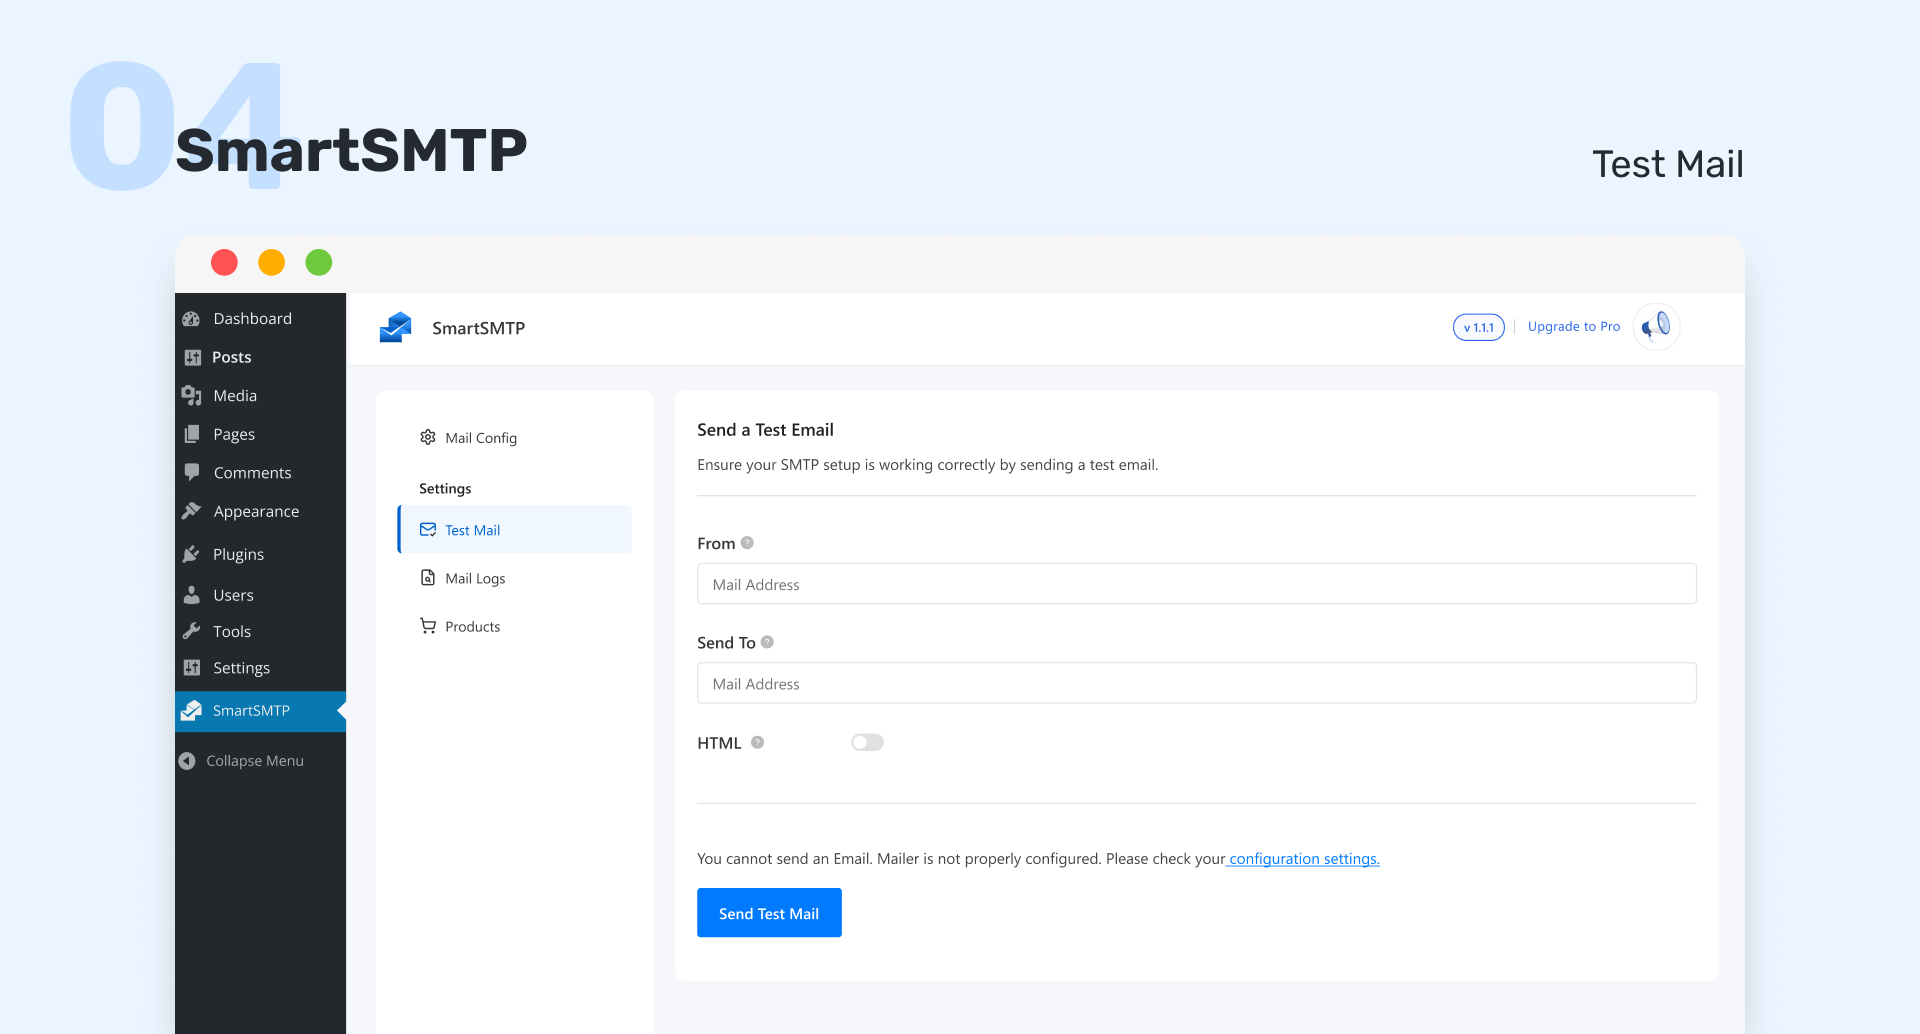 04
SmartSMTP
Test Mail
Dashboard
Posts
Media
Pages
Comments
Appearance
Plugins
Users
Tools
Settings
SmartSMTP
Collapse Menu
SmartSMTP
v 1.1.1
Upgrade to Pro
Mail Config
Settings
Test Mail
Mail Logs
Products
Send a Test Email
Ensure your SMTP setup is working correctly by sending a test email.
From ?
Mail Address
Send To ?
Mail Address
HTML ?
You cannot send an Email. Mailer is not properly configured. Please check your configuration settings.
Send Test Mail